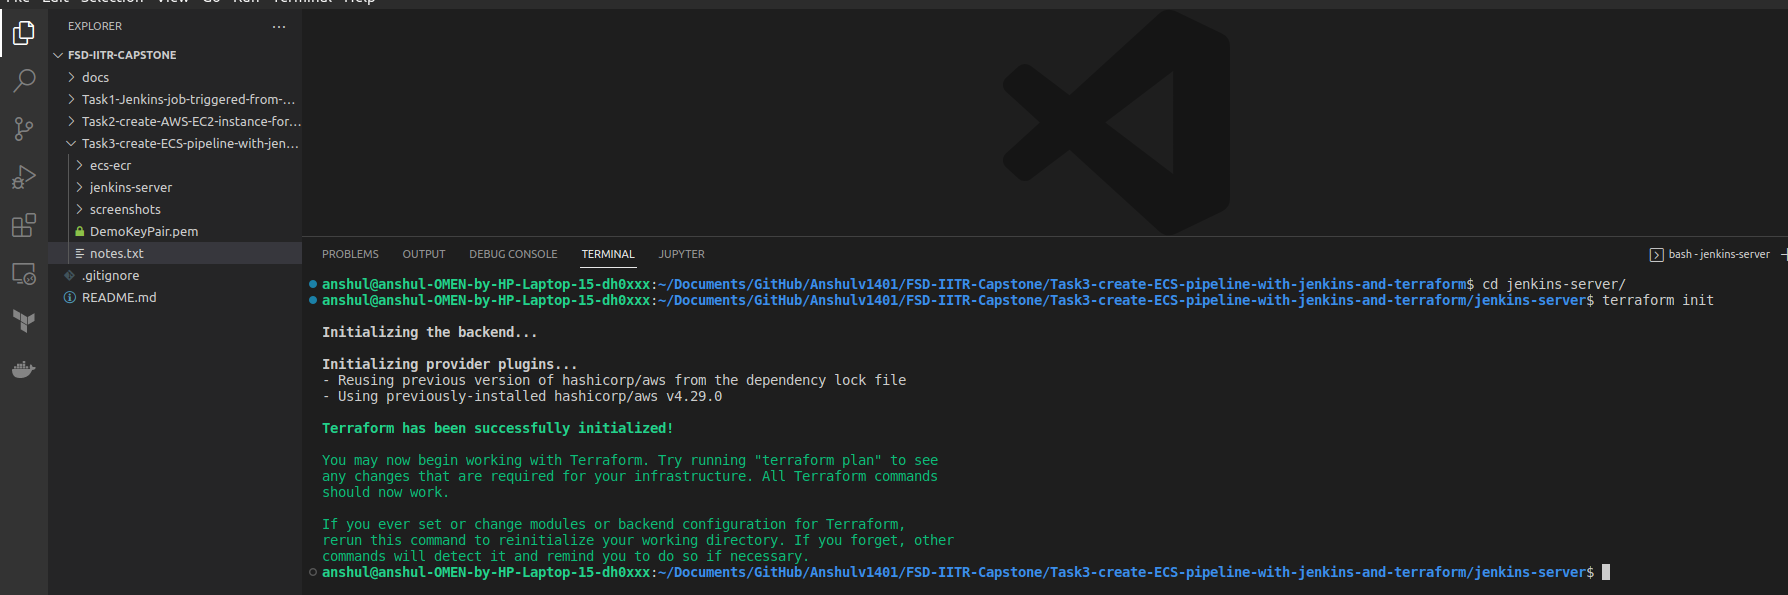 File Edit Selection View Go Run Terminal Help
EXPLORER
FSD-IITR-CAPSTONE
docs
Task1-Jenkins-job-triggered-from-...
Task2-create-AWS-EC2-instance-for...
Task3-create-ECS-pipeline-with-jen...
ecs-ecr
jenkins-server
screenshots
DemoKeyPair.pem
notes.txt
.gitignore
README.md
PROBLEMS OUTPUT DEBUG CONSOLE TERMINAL JUPYTER
bash - jenkins-server
anshul@anshul-OMEN-by-HP-Laptop-15-dh0xxx:~/Documents/GitHub/Anshulv1401/FSD-IITR-Capstone/Task3-create-ECS-pipeline-with-jenkins-and-terraform$ cd jenkins-server/
anshul@anshul-OMEN-by-HP-Laptop-15-dh0xxx:~/Documents/GitHub/Anshulv1401/FSD-IITR-Capstone/Task3-create-ECS-pipeline-with-jenkins-and-terraform/jenkins-server$ terraform init
Initializing the backend...
Initializing provider plugins...
- Reusing previous version of hashicorp/aws from the dependency lock file
- Using previously-installed hashicorp/aws v4.29.0
Terraform has been successfully initialized!
You may now begin working with Terraform. Try running "terraform plan" to see
any changes that are required for your infrastructure. All Terraform commands
should now work.
If you ever set or change modules or backend configuration for Terraform,
rerun this command to reinitialize your working directory. If you forget, other
commands will detect it and remind you to do so if necessary.
anshul@anshul-OMEN-by-HP-Laptop-15-dh0xxx:~/Documents/GitHub/Anshulv1401/FSD-IITR-Capstone/Task3-create-ECS-pipeline-with-jenkins-and-terraform/jenkins-server$